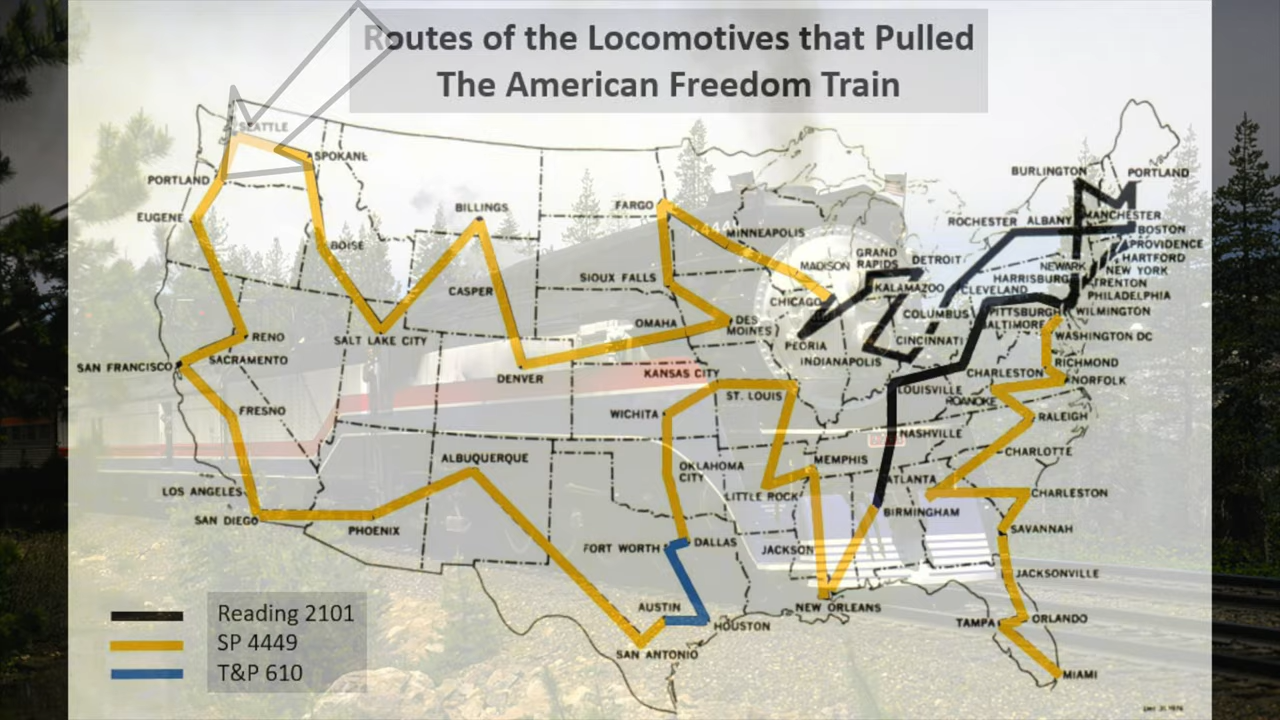 Routes of the Locomotives that Pulled
The American Freedom Train
SEATTLE
SPOKANE
PORTLAND
EUGENE
BOISE
BILLINGS
CASPER
SALT LAKE CITY
RENO
SACRAMENTO
SAN FRANCISCO
FRESNO
LOS ANGELES
SAN DIEGO
PHOENIX
ALBUQUERQUE
DENVER
FARGO
MINNEAPOLIS
SIOUX FALLS
OMAHA
DES
MOINES
KANSAS CITY
ST. LOUIS
WICHITA
OKLAHOMA
CITY
LITTLE ROCK
MEMPHIS
FORT WORTH
DALLAS
JACKSON
AUSTIN
HOUSTON
SAN ANTONIO
NEW ORLEANS
MADISON
GRAND
RAPIDS
DETROIT
CHICAGO
KALAMAZOO
PEORIA
INDIANAPOLIS
COLUMBUS
CINCINNATI
CLEVELAND
LOUISVILLE
NASHVILLE
ATLANTA
BIRMINGHAM
BURLINGTON
PORTLAND
ROCHESTER
ALBANY
MANCHESTER
BOSTON
PROVIDENCE
HARTFORD
NEW YORK
NEWARK
TRENTON
HARRISBURG
PHILADELPHIA
PITTSBURGH
WILMINGTON
BALTIMORE
WASHINGTON DC
RICHMOND
CHARLESTON
NORFOLK
ROANOKE
RALEIGH
CHARLOTTE
CHARLESTON
SAVANNAH
JACKSONVILLE
TAMPA
ORLANDO
MIAMI
Reading 2101
SP 4449
T&P 610